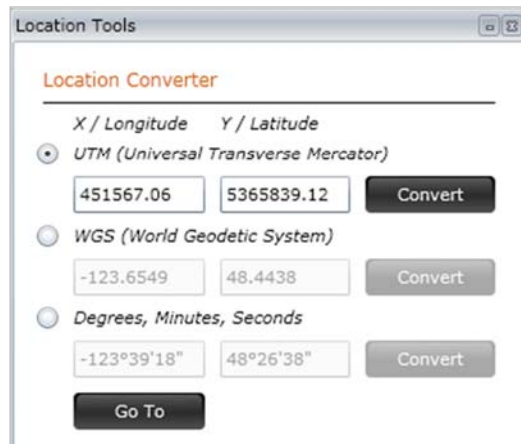 Location Tools
Location Converter
X / Longitude Y / Latitude
UTM (Universal Transverse Mercator)
451567.06 5365839.12 Convert
WGS (World Geodetic System)
-123.6549 48.4438 Convert
Degrees, Minutes, Seconds
-123°39'18" 48°26'38" Convert
Go To